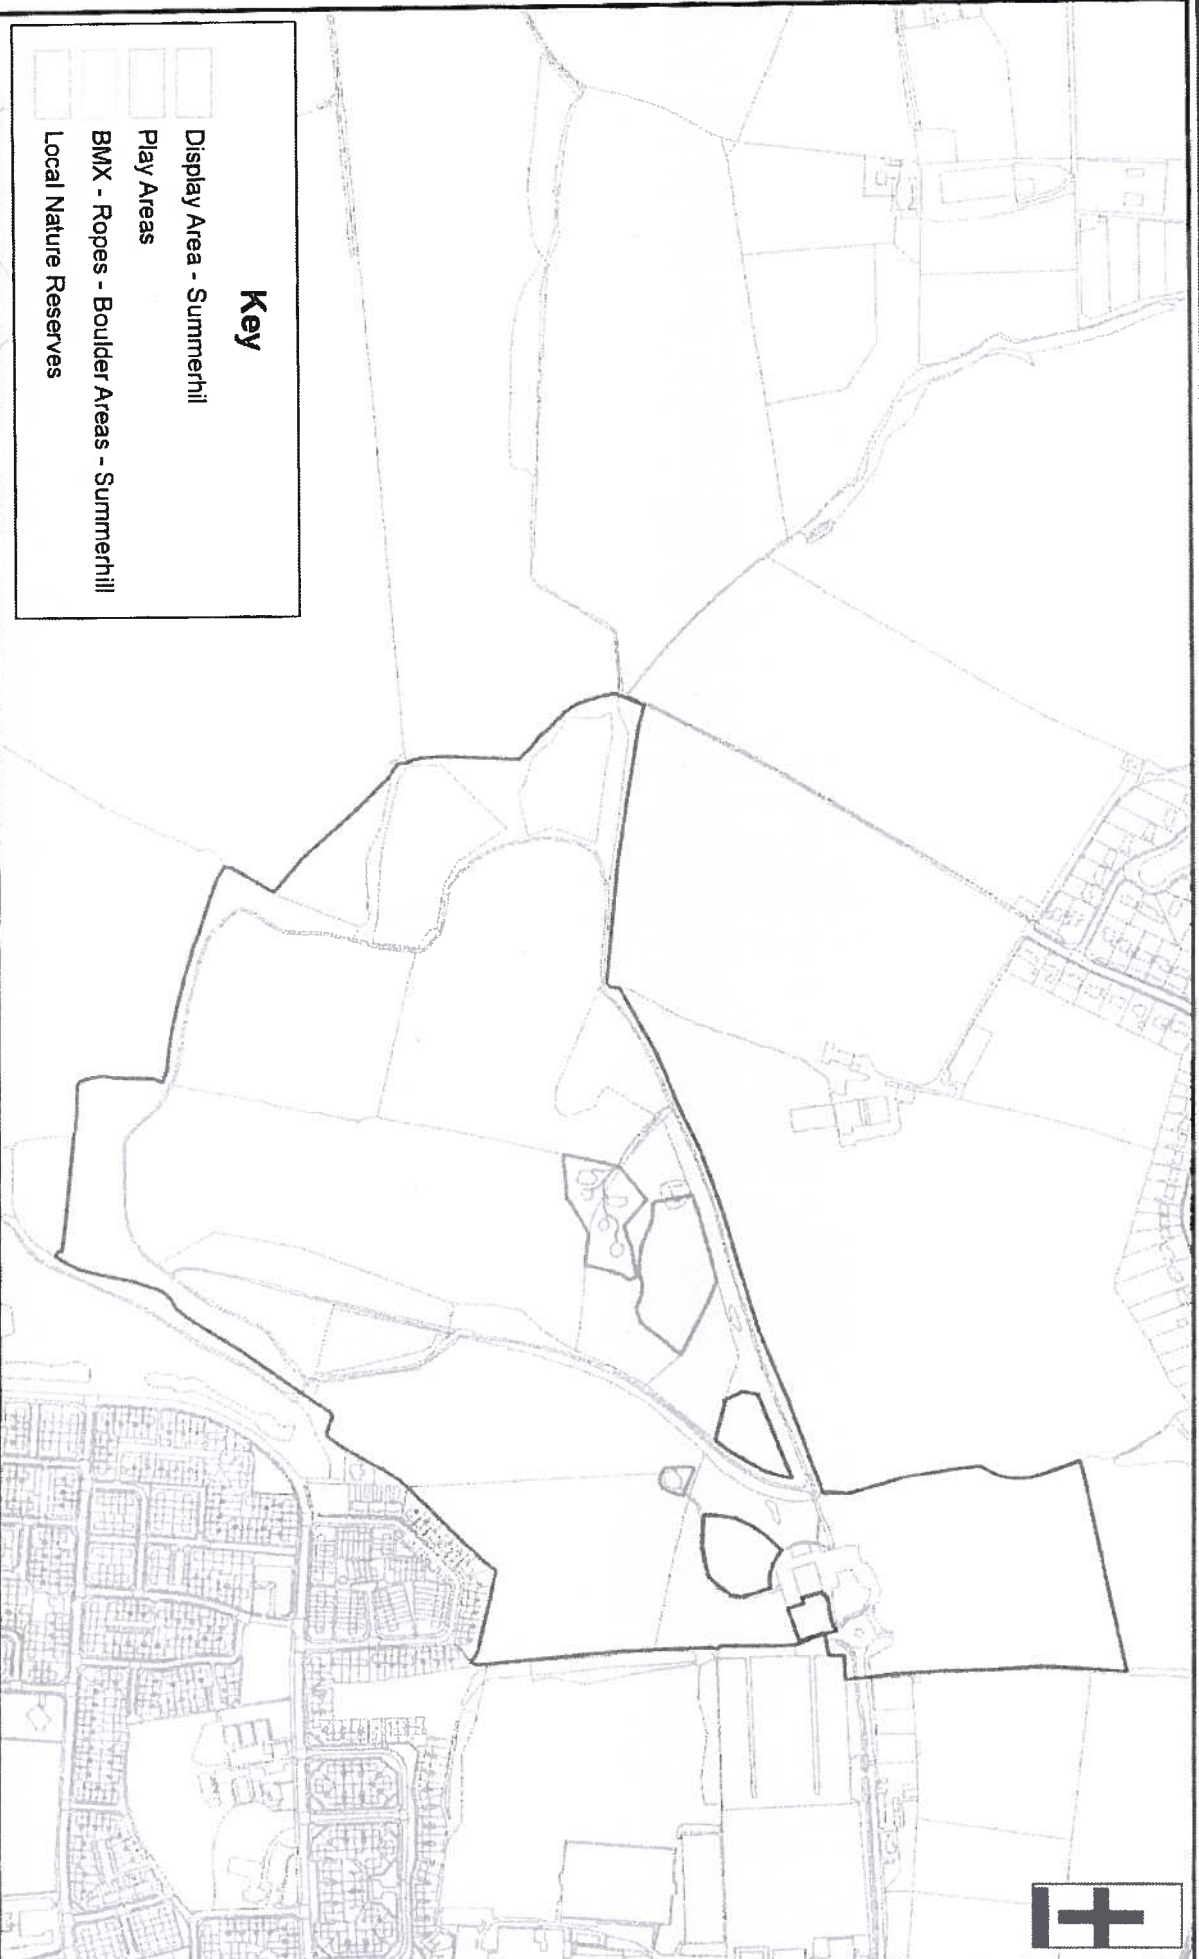 Key
Display Area - Summerhil
Play Areas
BMX - Ropes - Boulder Areas - Summerhill
Local Nature Reserves